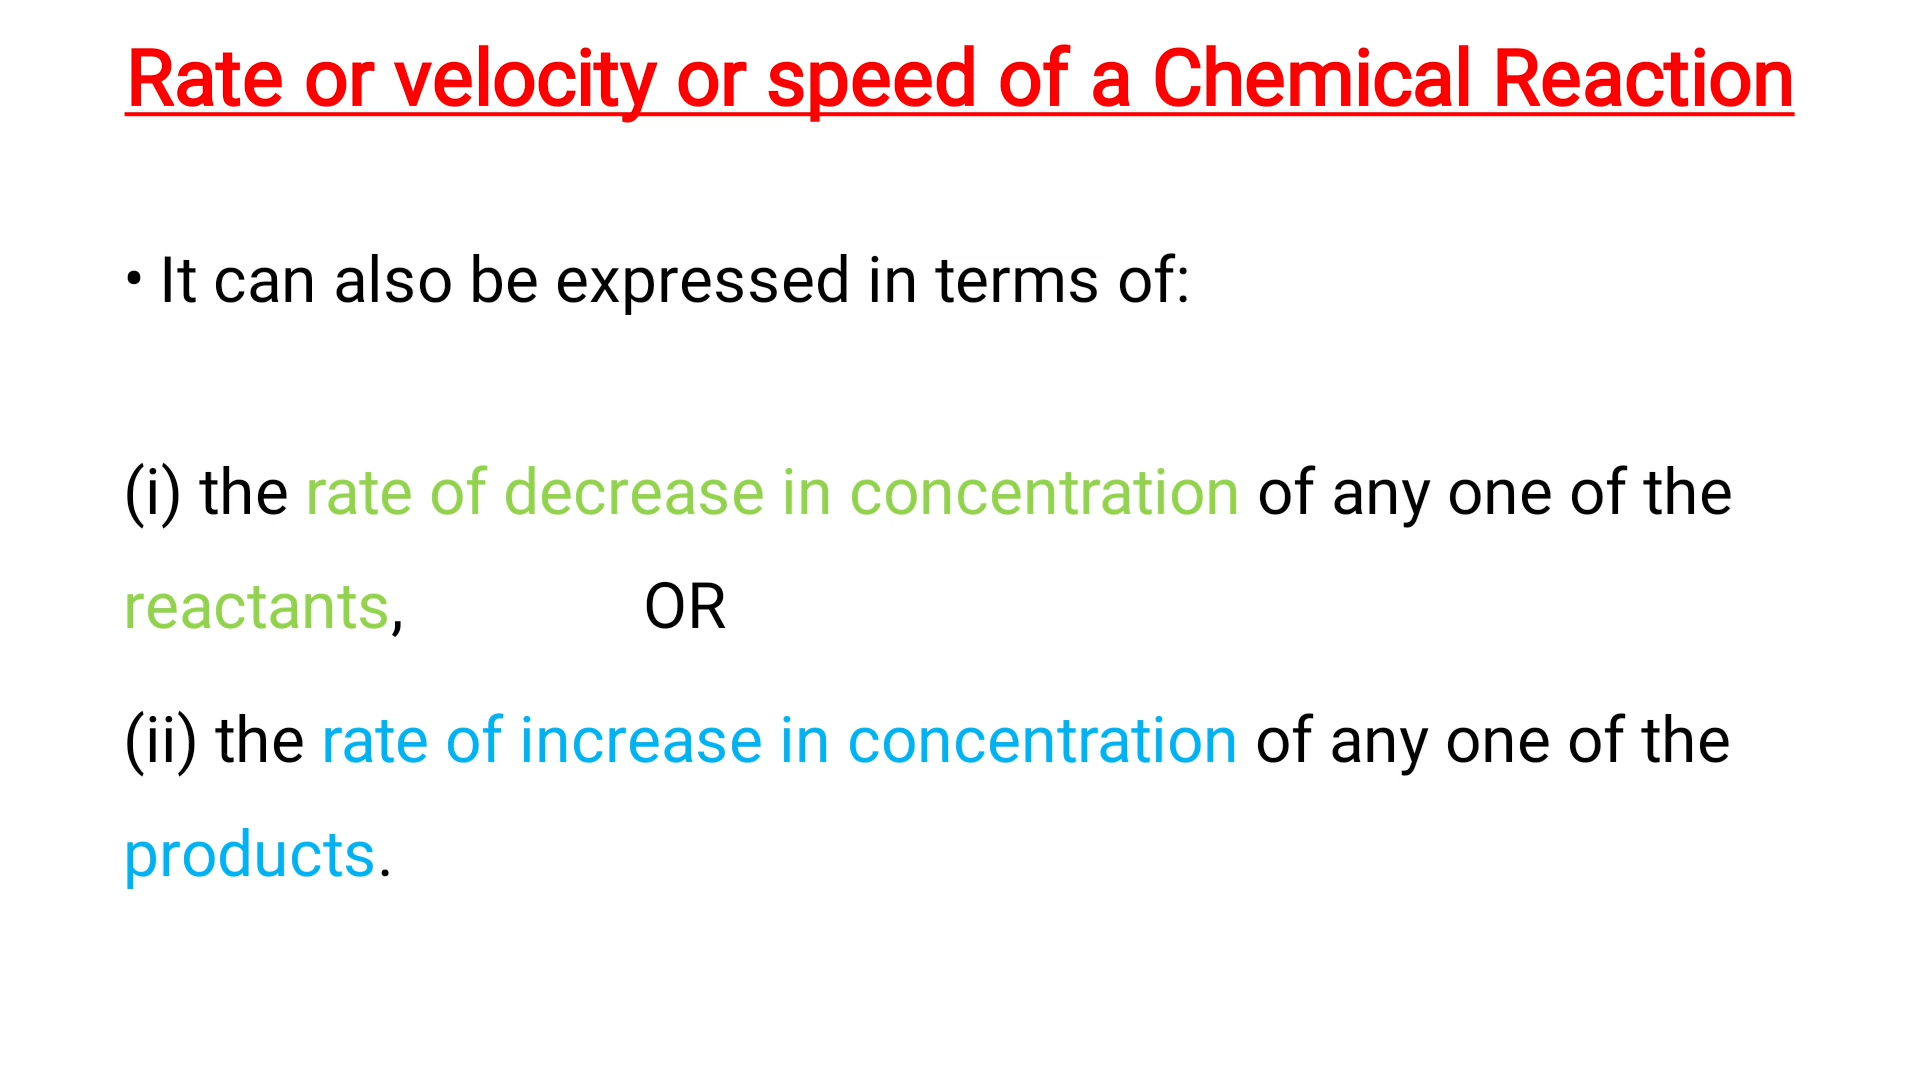 Rate or velocity or speed of a Chemical Reaction
• It can also be expressed in terms of:
(i) the rate of decrease in concentration of any one of the
reactants, OR
(ii) the rate of increase in concentration of any one of the
products.